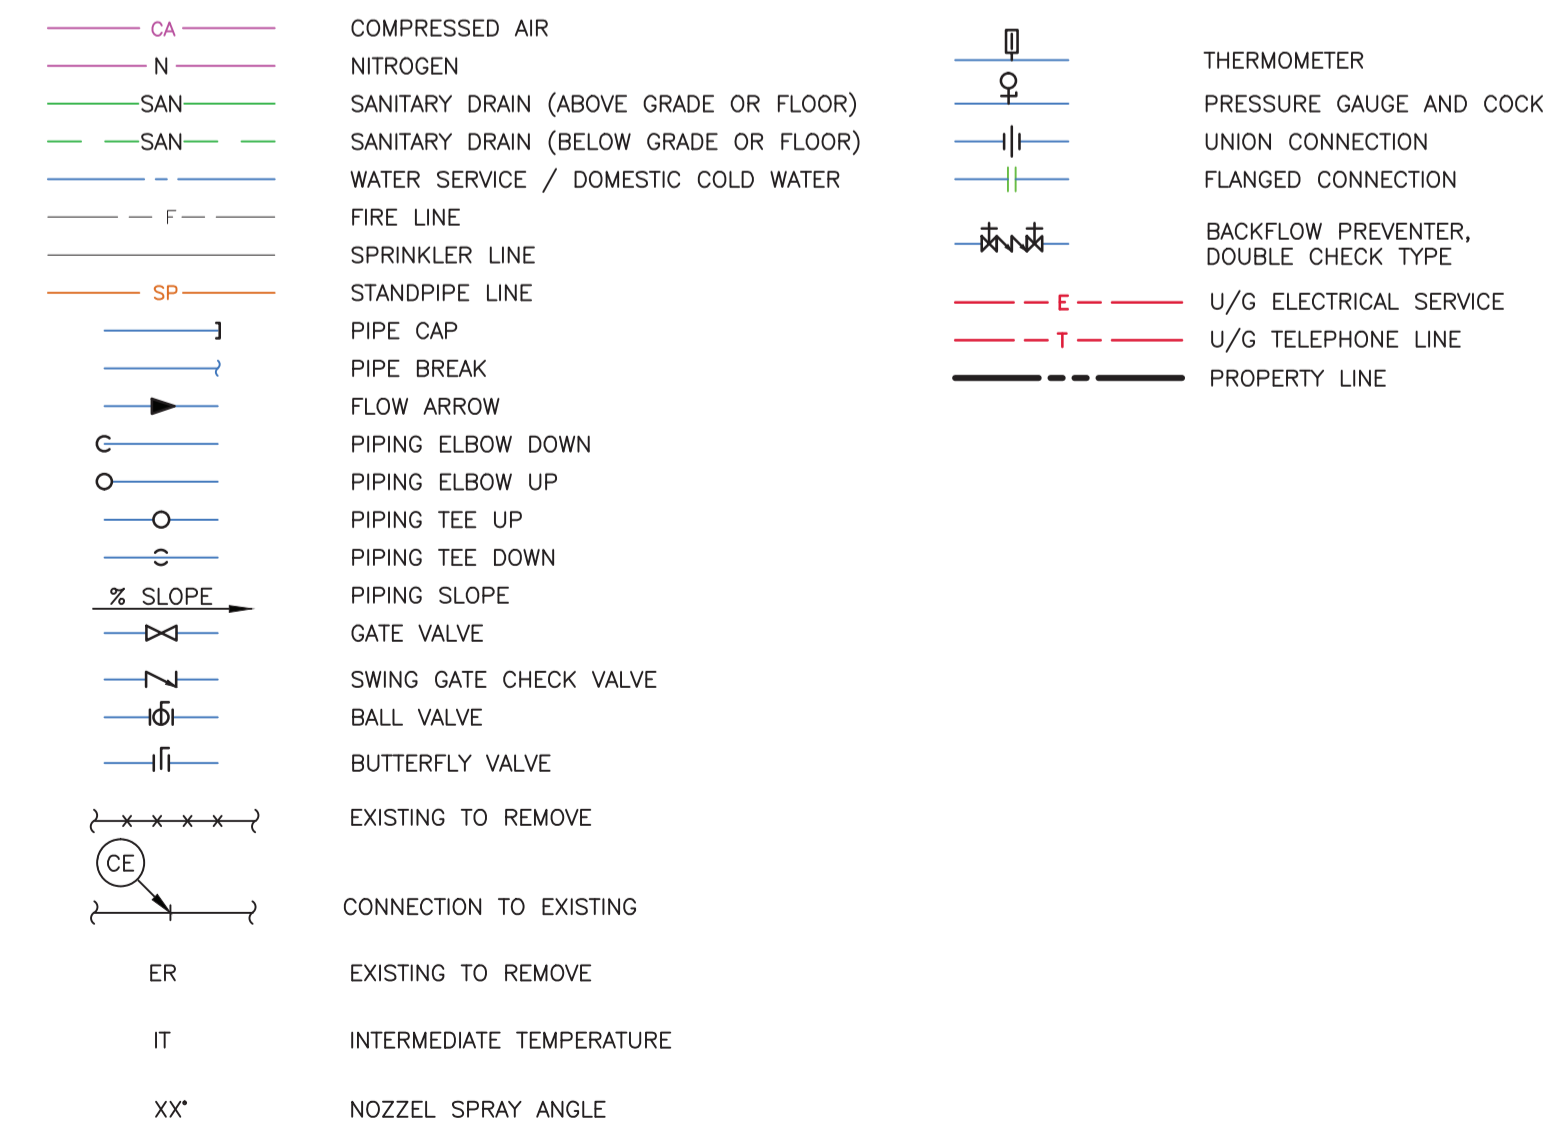 CA COMPRESSED AIR
N NITROGEN
SAN SANITARY DRAIN (ABOVE GRADE OR FLOOR)
SAN SANITARY DRAIN (BELOW GRADE OR FLOOR)
WATER SERVICE / DOMESTIC COLD WATER
F FIRE LINE
SPRINKLER LINE
SP STANDPIPE LINE
PIPE CAP
PIPE BREAK
FLOW ARROW
PIPING ELBOW DOWN
PIPING ELBOW UP
PIPING TEE UP
PIPING TEE DOWN
% SLOPE PIPING SLOPE
GATE VALVE
SWING GATE CHECK VALVE
BALL VALVE
BUTTERFLY VALVE
EXISTING TO REMOVE
CE
CONNECTION TO EXISTING
ER EXISTING TO REMOVE
IT INTERMEDIATE TEMPERATURE
XX° NOZZEL SPRAY ANGLE
THERMOMETER
PRESSURE GAUGE AND COCK
UNION CONNECTION
FLANGED CONNECTION
BACKFLOW PREVENTER,
DOUBLE CHECK TYPE
E U/G ELECTRICAL SERVICE
T U/G TELEPHONE LINE
PROPERTY LINE